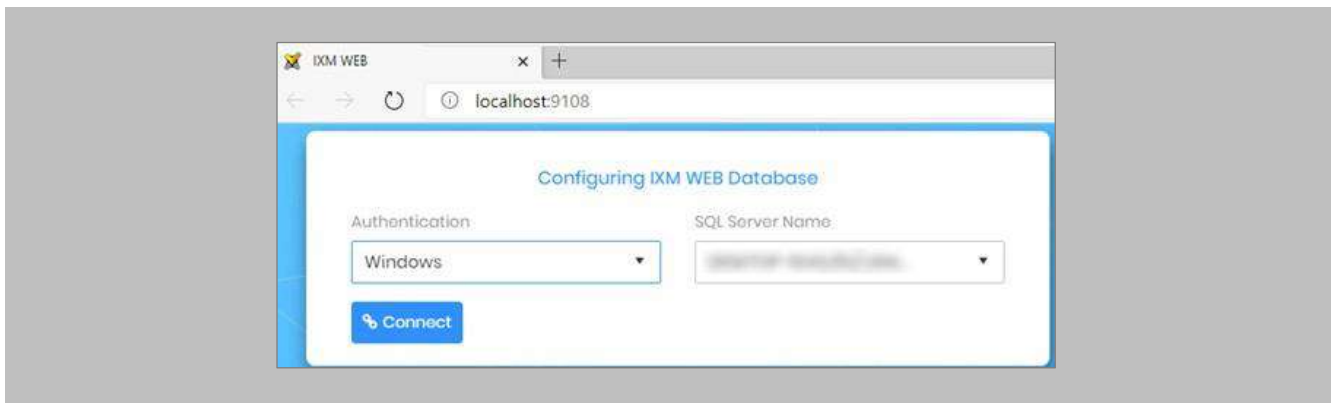 IXM WEB
localhost:9108
Configuring IXM WEB Database
Authentication
SQL Server Name
Windows
Connect